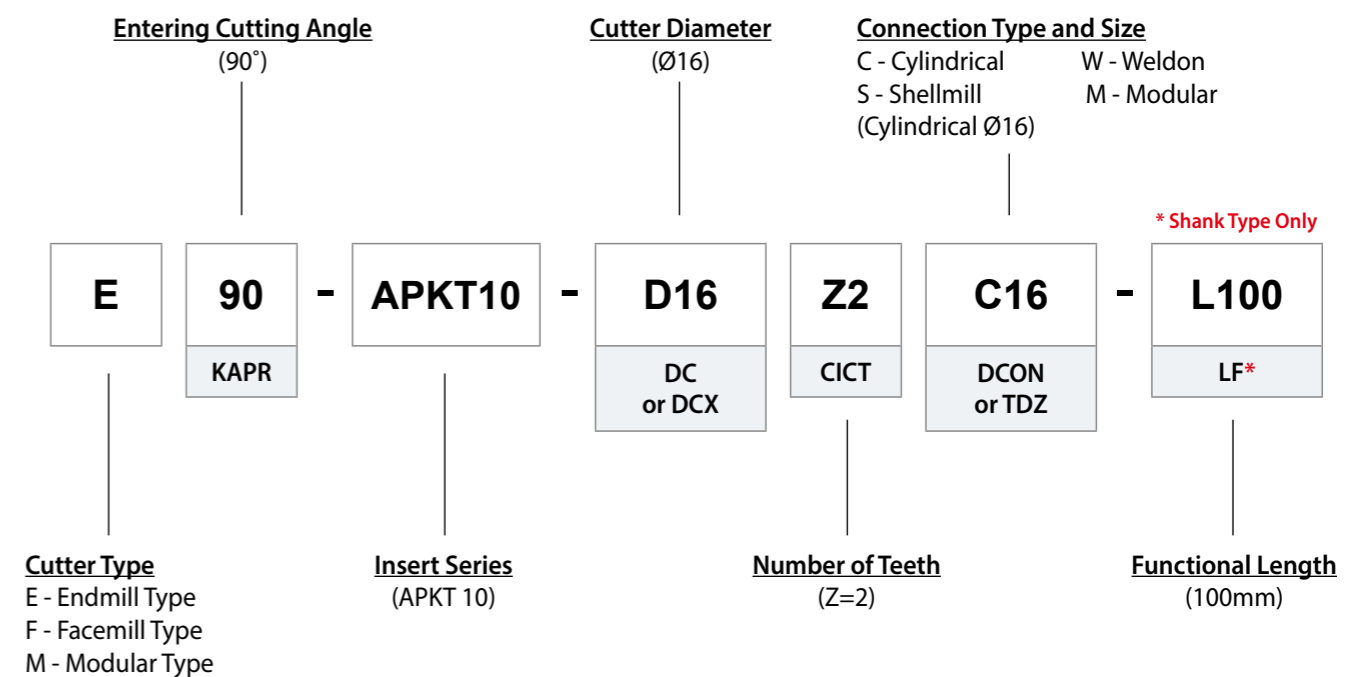 Entering Cutting Angle
(90˚)
Cutter Diameter
(Ø16)
Connection Type and Size
C - Cylindrical W - Weldon
S - Shellmill M - Modular
(Cylindrical Ø16)
* Shank Type Only
E 90 - APKT10 - D16 Z2 C16 - L100
KAPR DC CICT DCON LF*
or DCX or TDZ
Cutter Type
E - Endmill Type
F - Facemill Type
M - Modular Type
Insert Series
(APKT 10)
Number of Teeth
(Z=2)
Functional Length
(100mm)